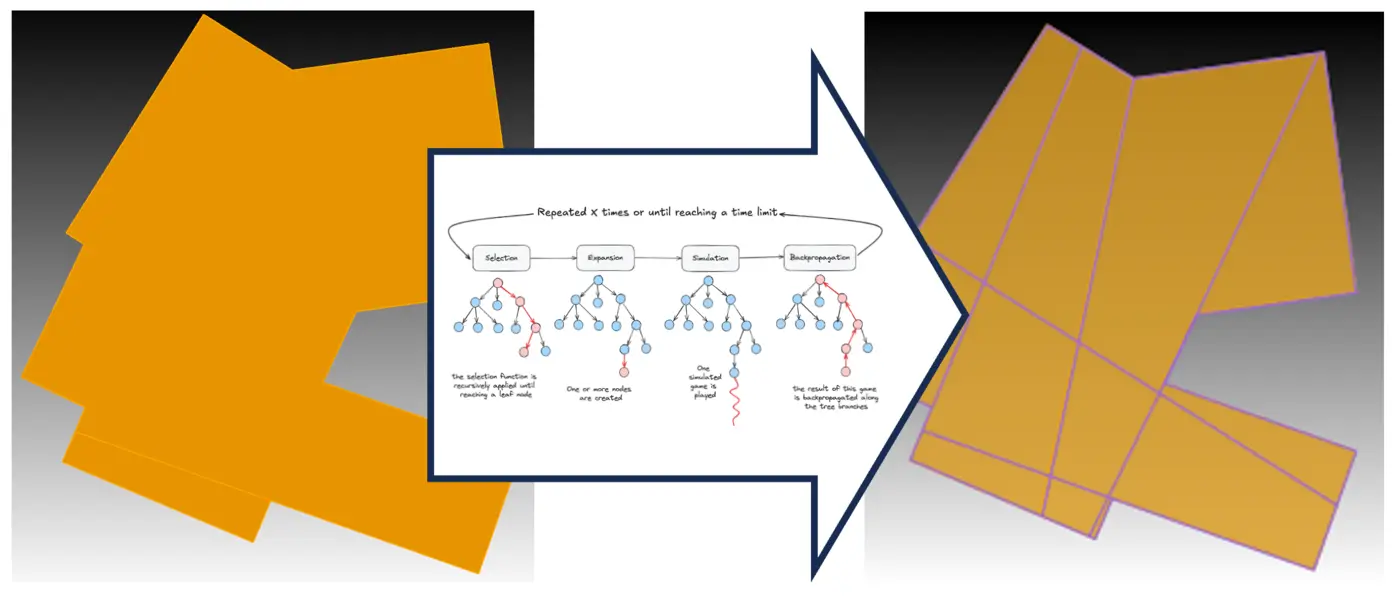 Repeated X times or until reaching a time limit
Selection
Expansion
Simulation
Backpropagation
the selection function is
recursively applied until
reaching a leaf node
One or more nodes
are created
One
simulated
game is
played
the result of this game
is backpropagated along
the tree branches